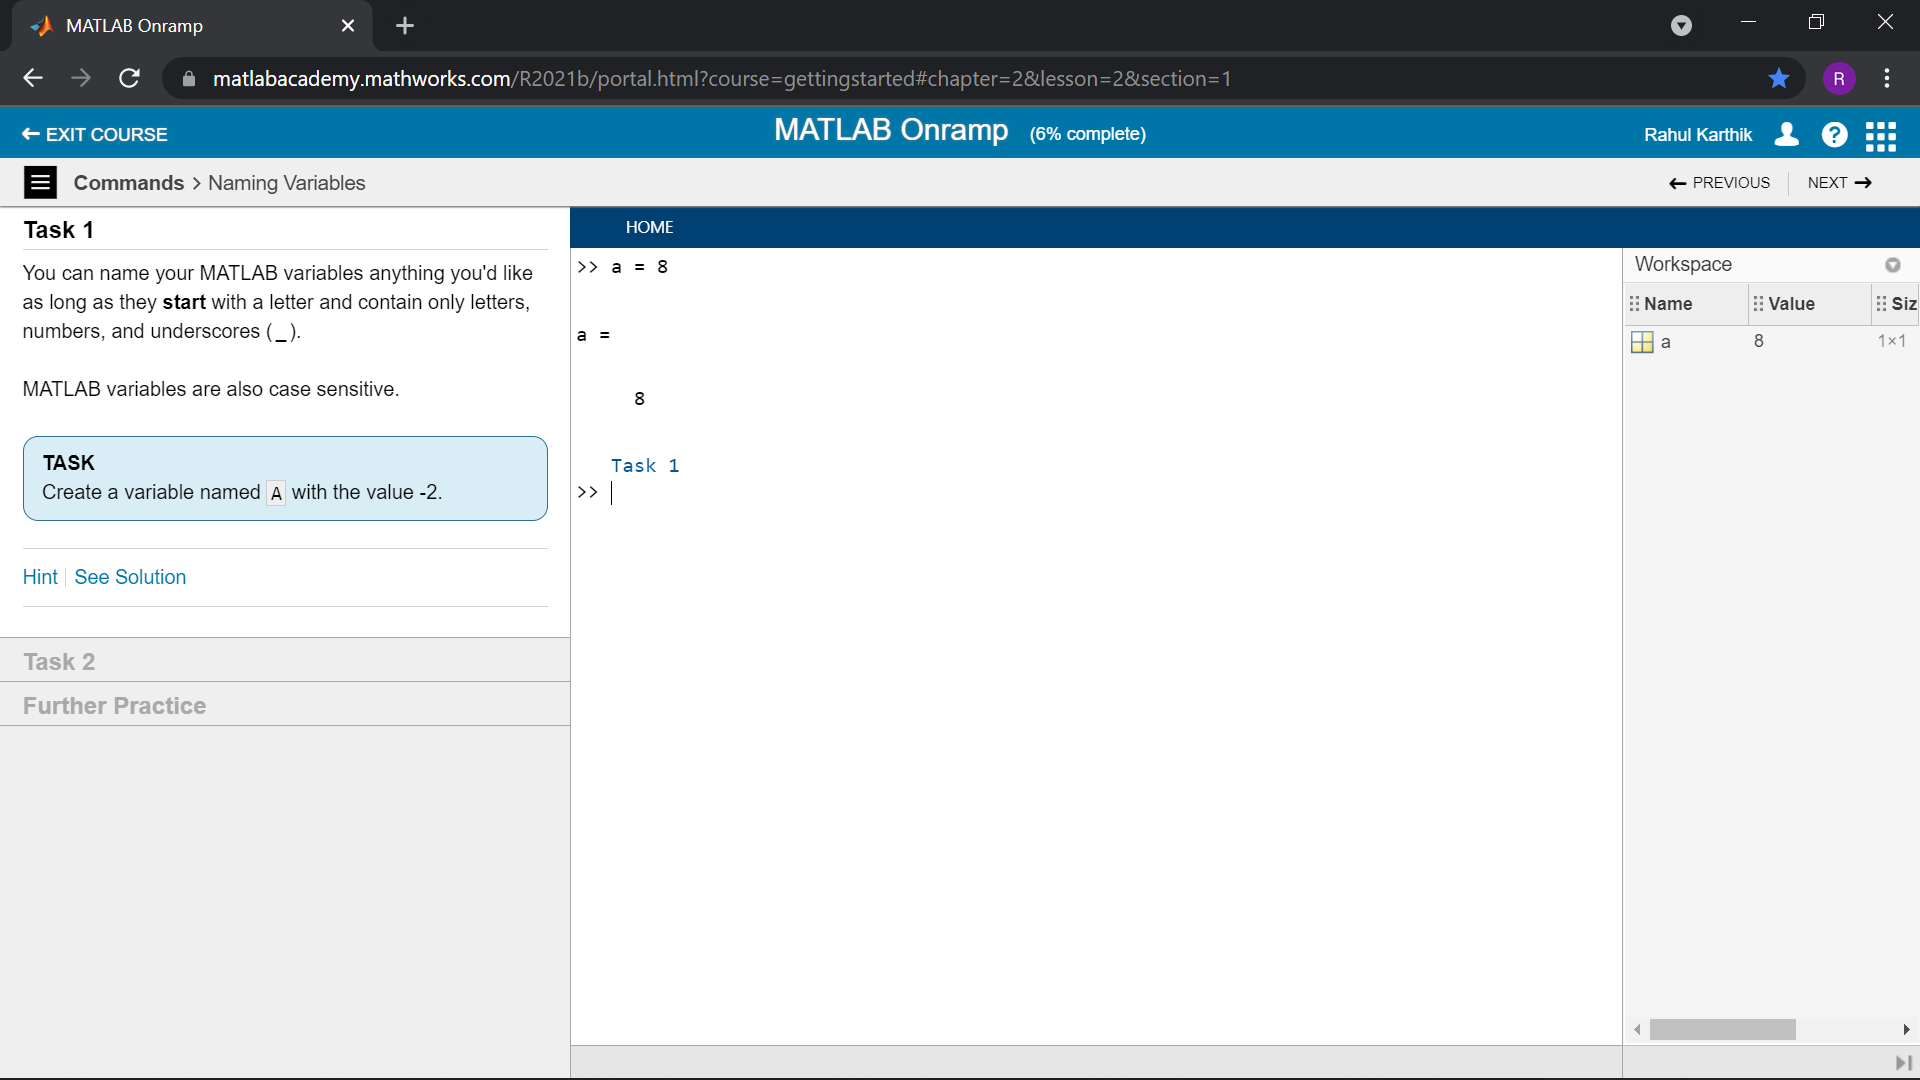 MATLAB Onramp
matlabacademy.mathworks.com/R2021b/portal.html?course=gettingstarted#chapter=2&lesson=2&section=1
R
EXIT COURSE
MATLAB Onramp (6% complete)
Rahul Karthik
?
Commands > Naming Variables
PREVIOUS
NEXT
Task 1
You can name your MATLAB variables anything you'd like
as long as they start with a letter and contain only letters,
numbers, and underscores (_).
MATLAB variables are also case sensitive.
TASK
Create a variable named A with the value -2.
Hint
See Solution
Task 2
Further Practice
HOME
>> a = 8
a =
8
Task 1
>>
Workspace
Name Value Siz
a 8 1×1